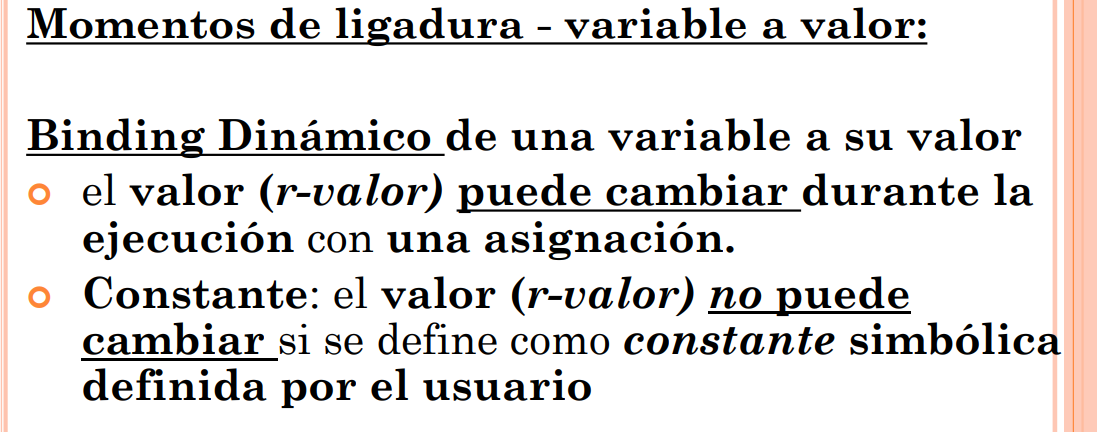 Momentos de ligadura - variable a valor:
Binding Dinámico de una variable a su valor
el valor (r-valor) puede cambiar durante la
ejecución con una asignación.
Constante: el valor (r-valor) no puede
cambiar si se define como constante simbólica
definida por el usuario